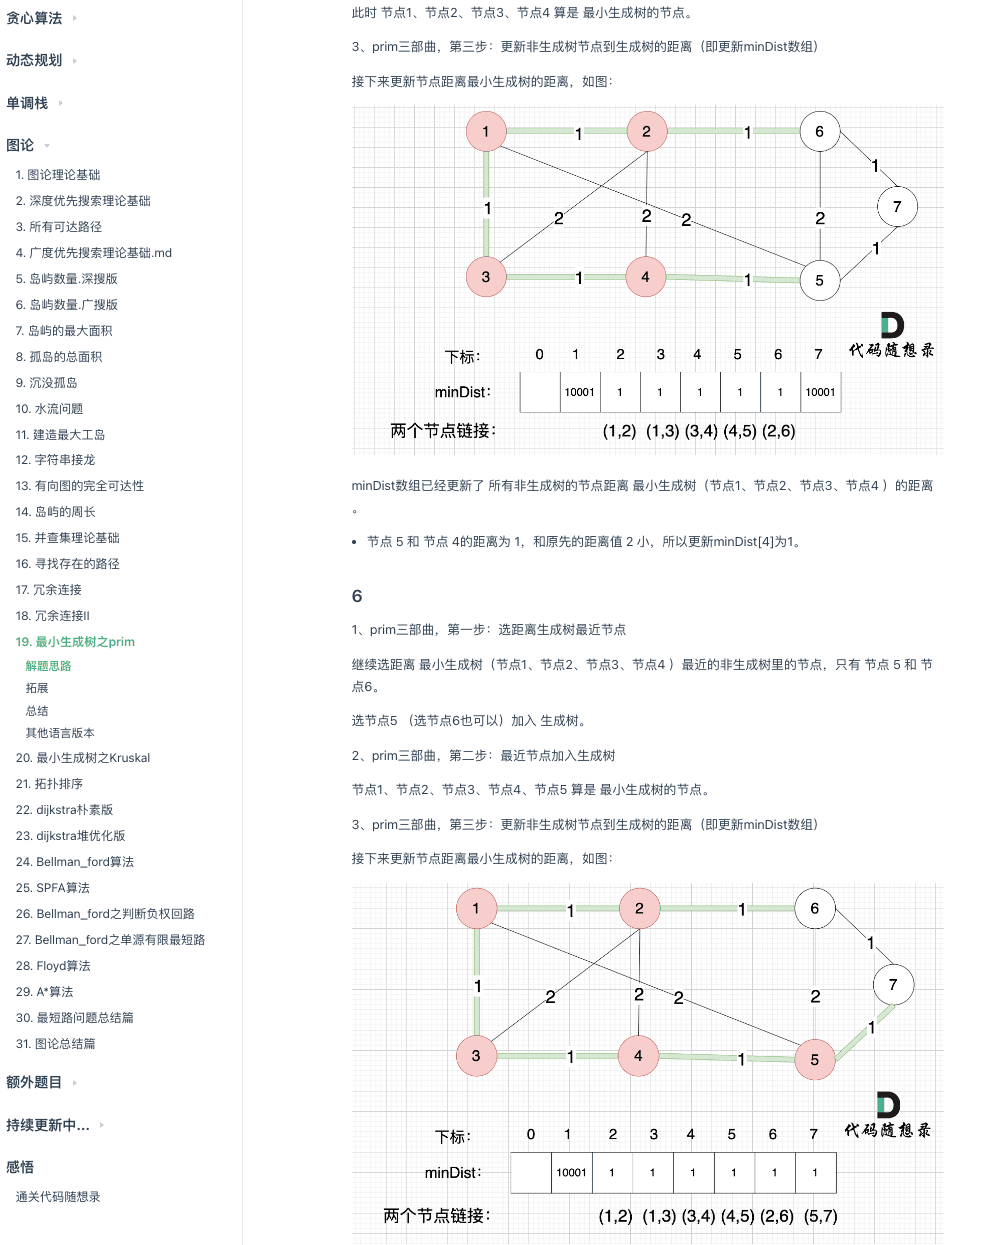 贪心算法
动态规划
单调栈
图论
1. 图论理论基础
2. 深度优先搜索理论基础
3. 所有可达路径
4. 广度优先搜索理论基础.md
5. 岛屿数量.深搜版
6. 岛屿数量.广搜版
7. 岛屿的最大面积
8. 孤岛的总面积
9. 沉没孤岛
10. 水流问题
11. 建造最大工岛
12. 字符串接龙
13. 有向图的完全可达性
14. 岛屿的周长
15. 并查集理论基础
16. 寻找存在的路径
17. 冗余连接
18. 冗余连接II
19. 最小生成树之prim
解题思路
拓展
总结
其他语言版本
20. 最小生成树之Kruskal
21. 拓扑排序
22. dijkstra朴素版
23. dijkstra堆优化版
24. Bellman_ford算法
25. SPFA算法
26. Bellman_ford之判断负权回路
27. Bellman_ford之单源有限最短路
28. Floyd算法
29. A*算法
30. 最短路问题总结篇
31. 图论总结篇
额外题目
持续更新中...
感悟
通关代码随想录
此时 节点1、节点2、节点3、节点4 算是 最小生成树的节点。
3、prim三部曲，第三步：更新非生成树节点到生成树的距离（即更新minDist数组）
接下来更新节点距离最小生成树的距离，如图：
1 1 2 1 6
1
1 2 2 2 2 7
1
3 1 4 1 5
代码随想录
下标： 0 1 2 3 4 5 6 7
minDist： 10001 1 1 1 1 1 10001
两个节点链接： (1,2) (1,3) (3,4) (4,5) (2,6)
minDist数组已经更新了 所有非生成树的节点距离 最小生成树（节点1、节点2、节点3、节点4 ）的距离
。
• 节点 5 和 节点 4的距离为 1，和原先的距离值 2 小，所以更新minDist[4]为1。
6
1、prim三部曲，第一步：选距离生成树最近节点
继续选距离 最小生成树（节点1、节点2、节点3、节点4 ）最近的非生成树里的节点，只有 节点 5 和 节
点6。
选节点5 （选节点6也可以）加入 生成树。
2、prim三部曲，第二步：最近节点加入生成树
节点1、节点2、节点3、节点4、节点5 算是 最小生成树的节点。
3、prim三部曲，第三步：更新非生成树节点到生成树的距离（即更新minDist数组）
接下来更新节点距离最小生成树的距离，如图：
1 1 2 1 6
1
1 2 2 2 2 7
1
3 1 4 1 5
代码随想录
下标： 0 1 2 3 4 5 6 7
minDist： 10001 1 1 1 1 1 1
两个节点链接： (1,2) (1,3) (3,4) (4,5) (2,6) (5,7)